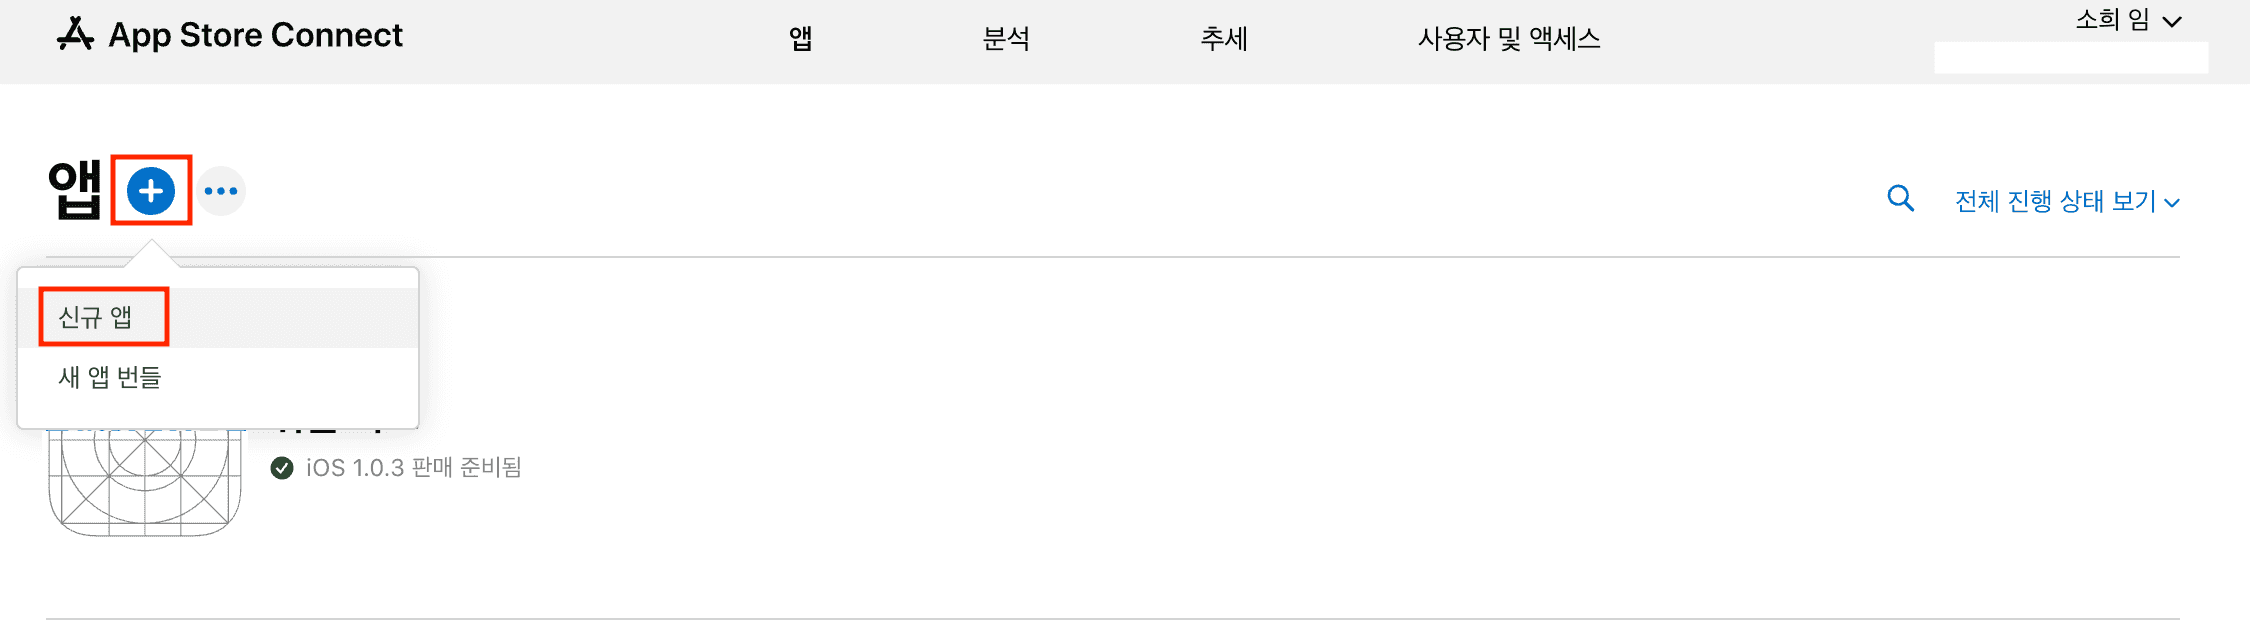 App Store Connect
앱
분석
추세
사용자 및 액세스
소희 임
앱
전체 진행 상태 보기
신규 앱
새 앱 번들
iOS 1.0.3 판매 준비됨